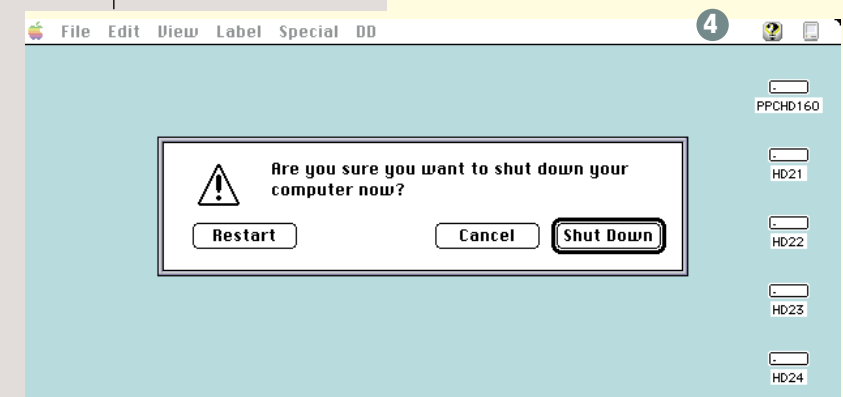 File Edit View Label Special DD
4
PPCHD160
Are you sure you want to shut down your
computer now?
HD21
Restart Cancel Shut Down
HD22
HD23
HD24